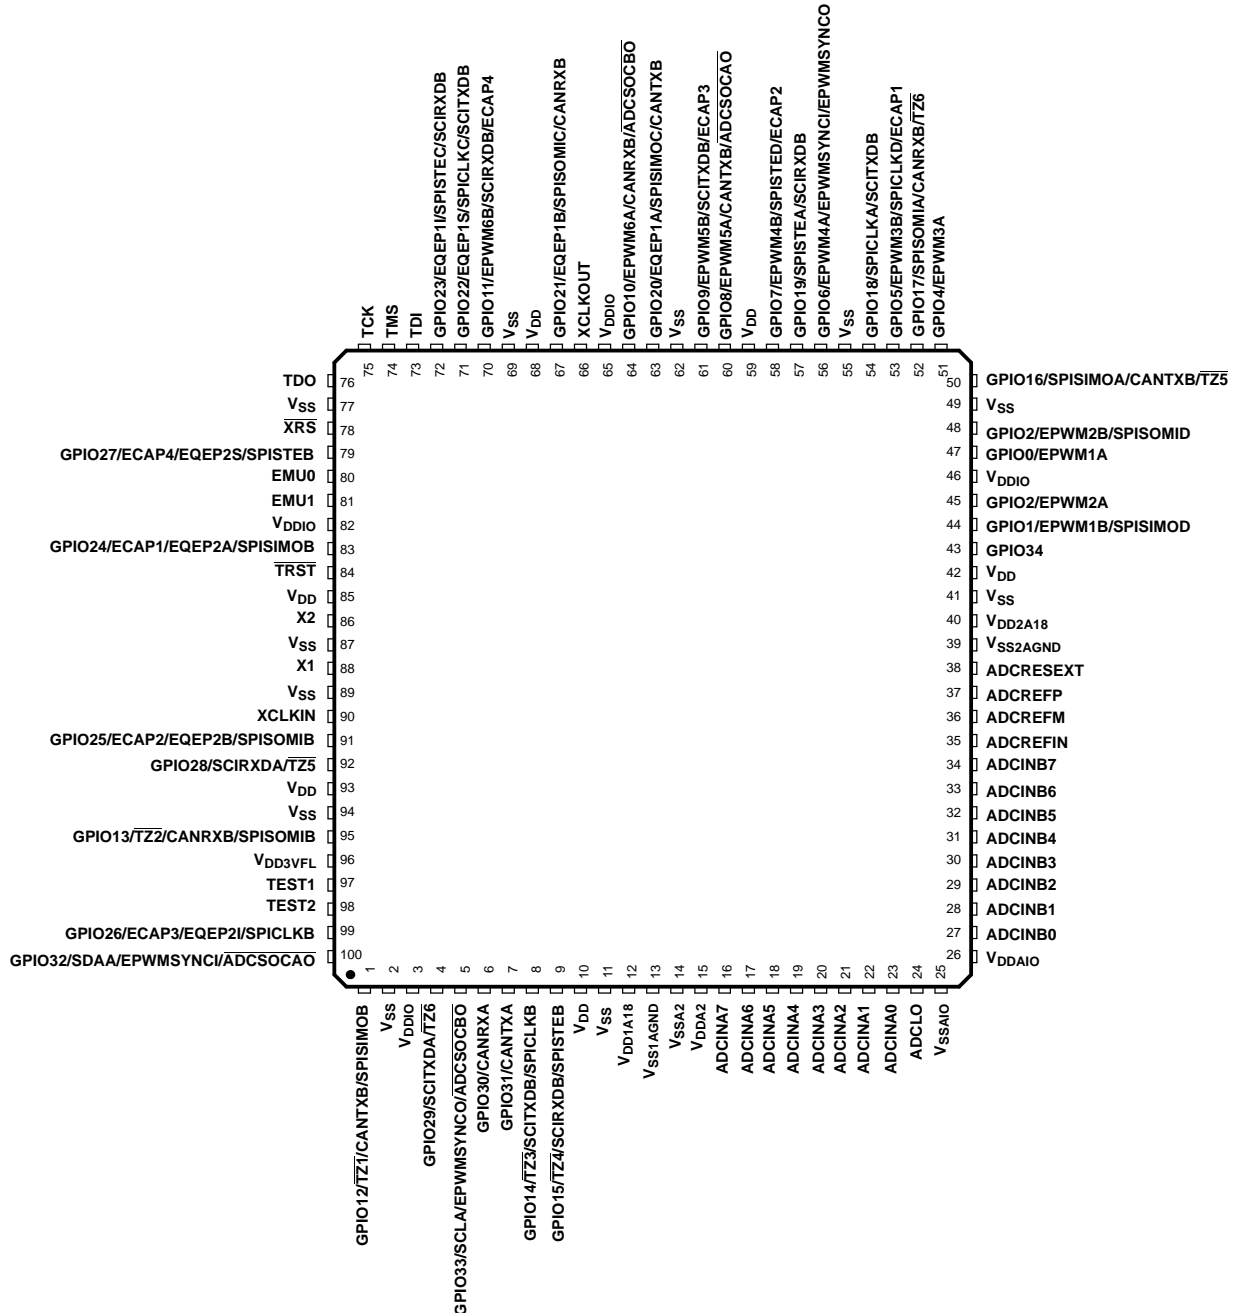 TCK
TMS
TDI
GPIO23/EQEP1I/SPISTEC/SCIRXDB
GPIO22/EQEP1S/SPICLKC/SCITXDB
GPIO11/EPWM6B/SCIRXDB/ECAP4
VSS
VDD
GPIO21/EQEP1B/SPISOMIC/CANRXB
XCLKOUT
VDDIO
GPIO10/EPWM6A/CANRXB/ADCSOCBO
GPIO20/EQEP1A/SPISIMOC/CANTXB
VSS
GPIO9/EPWM5B/SCITXDB/ECAP3
GPIO8/EPWM5A/CANTXB/ADCSOCAO
VDD
GPIO7/EPWM4B/SPISTED/ECAP2
GPIO19/SPISTEA/SCIRXDB
GPIO6/EPWM4A/EPWMSYNCI/EPWMSYNCO
VSS
GPIO18/SPICLKA/SCITXDB
GPIO5/EPWM3B/SPICLKD/ECAP1
GPIO17/SPISOMIA/CANRXB/TZ6
GPIO4/EPWM3A
75 74 73 72 71 70 69 68 67 66 65 64 63 62 61 60 59 58 57 56 55 54 53 52 51
TDO 76
VSS 77
XRS 78
GPIO27/ECAP4/EQEP2S/SPISTEB 79
EMU0 80
EMU1 81
VDDIO 82
GPIO24/ECAP1/EQEP2A/SPISIMOB 83
TRST 84
VDD 85
X2 86
VSS 87
X1 88
VSS 89
XCLKIN 90
GPIO25/ECAP2/EQEP2B/SPISOMIB 91
GPIO28/SCIRXDA/TZ5 92
VDD 93
VSS 94
GPIO13/TZ2/CANRXB/SPISOMIB 95
VDD3VFL 96
TEST1 97
TEST2 98
GPIO26/ECAP3/EQEP2I/SPICLKB 99
GPIO32/SDAA/EPWMSYNCI/ADCSOCAO 100
50 GPIO16/SPISIMOA/CANTXB/TZ5
49 VSS
48 GPIO2/EPWM2B/SPISOMID
47 GPIO0/EPWM1A
46 VDDIO
45 GPIO2/EPWM2A
44 GPIO1/EPWM1B/SPISIMOD
43 GPIO34
42 VDD
41 VSS
40 VDD2A18
39 VSS2AGND
38 ADCRESEXT
37 ADCREFP
36 ADCREFM
35 ADCREFIN
34 ADCINB7
33 ADCINB6
32 ADCINB5
31 ADCINB4
30 ADCINB3
29 ADCINB2
28 ADCINB1
27 ADCINB0
26 VDDAIO
1 2 3 4 5 6 7 8 9 10 11 12 13 14 15 16 17 18 19 20 21 22 23 24 25
GPIO12/TZ1/CANTXB/SPISIMOB
VSS
VDDIO
GPIO29/SCITXDA/TZ6
GPIO33/SCLA/EPWMSYNCO/ADCSOCBO
GPIO30/CANRXA
GPIO31/CANTXA
GPIO14/TZ3/SCITXDB/SPICLKB
GPIO15/TZ4/SCIRXDB/SPISTEB
VDD
VSS
VDD1A18
VSS1AGND
VSSA2
VDDA2
ADCINA7
ADCINA6
ADCINA5
ADCINA4
ADCINA3
ADCINA2
ADCINA1
ADCINA0
ADCLO
VSSAIO